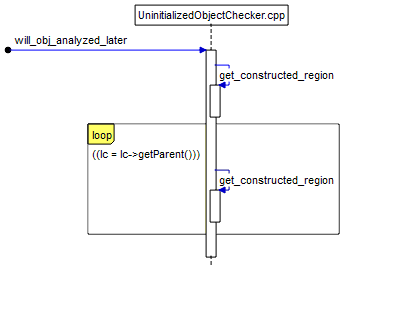 UninitializedObjectChecker.cpp
will_obj_analyzed_later
get_constructed_region
loop
((lc = lc->getParent()))
get_constructed_region